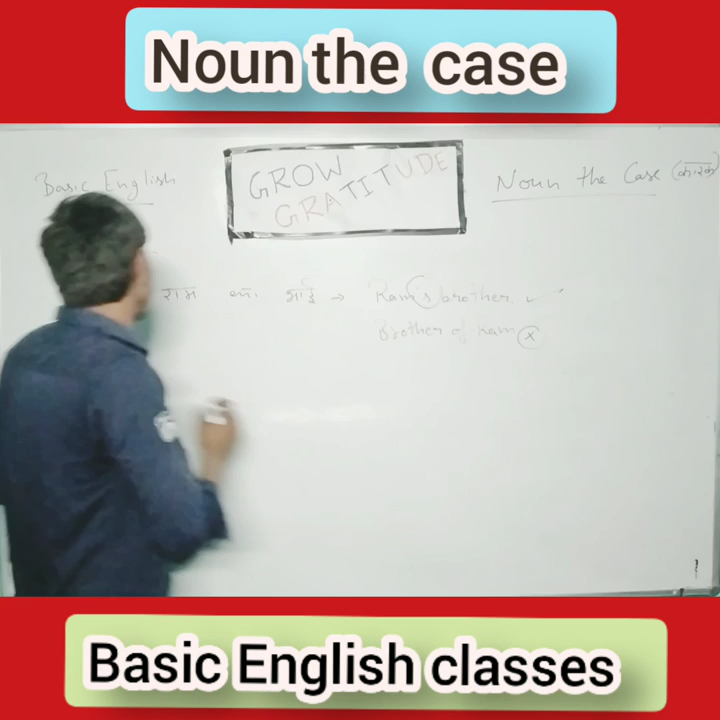 Noun the case
Basic English
GROW
GRATITUDE
Noun the Case (कारक)
राम का भाई → Ram's brother. ✓
Brother of Ram ×
Basic English classes